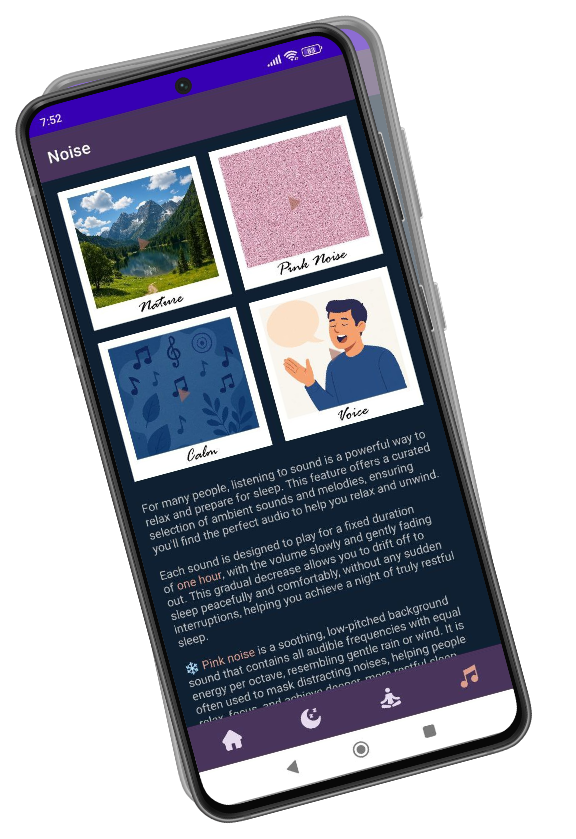 7:52
83
Noise
Nature
Pink Noise
Calm
Voice
For many people, listening to sound is a powerful way to
relax and prepare for sleep. This feature offers a curated
selection of ambient sounds and melodies, ensuring
you'll find the perfect audio to help you relax and unwind.
Each sound is designed to play for a fixed duration
of one hour, with the volume slowly and gently fading
out. This gradual decrease allows you to drift off to
sleep peacefully and comfortably, without any sudden
interruptions, helping you achieve a night of truly restful
sleep.
❄️ Pink noise is a soothing, low-pitched background
sound that contains all audible frequencies with equal
energy per octave, resembling gentle rain or wind. It is
often used to mask distracting noises, helping people
relax, focus, and achieve deeper, more restful sleep